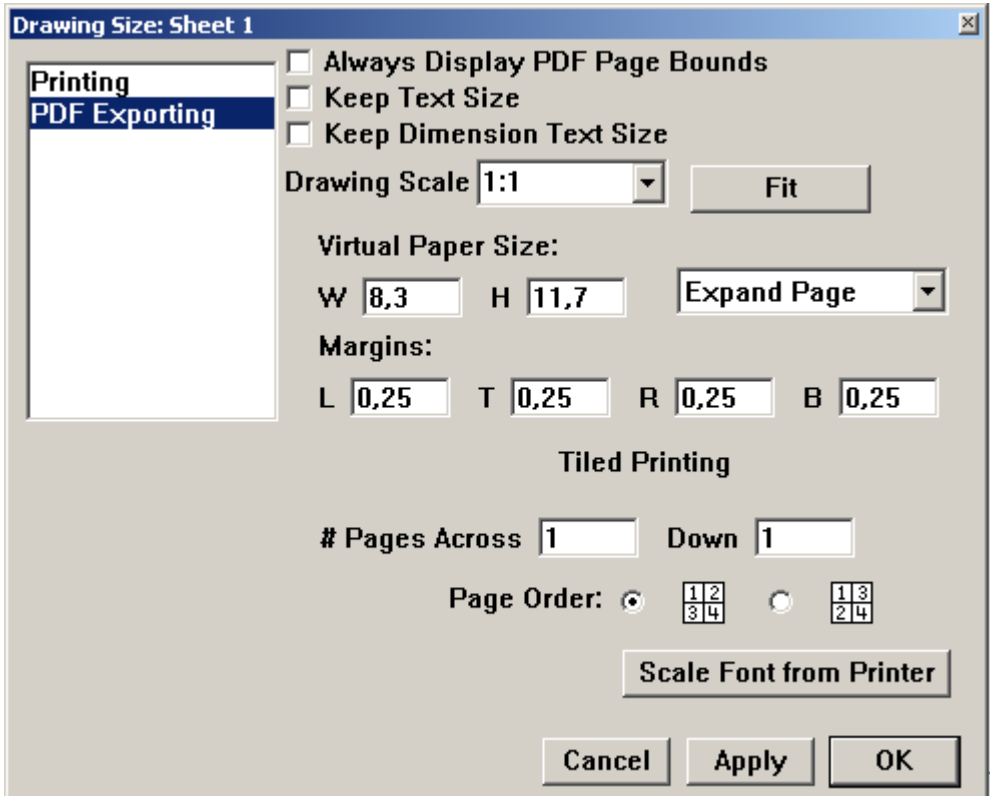 Drawing Size: Sheet 1
Printing
PDF Exporting
Always Display PDF Page Bounds
Keep Text Size
Keep Dimension Text Size
Drawing Scale 1:1 Fit
Virtual Paper Size:
W 8,3 H 11,7 Expand Page
Margins:
L 0,25 T 0,25 R 0,25 B 0,25
Tiled Printing
# Pages Across 1 Down 1
Page Order: 1 2 1 3
3 4 2 4
Scale Font from Printer
Cancel Apply OK